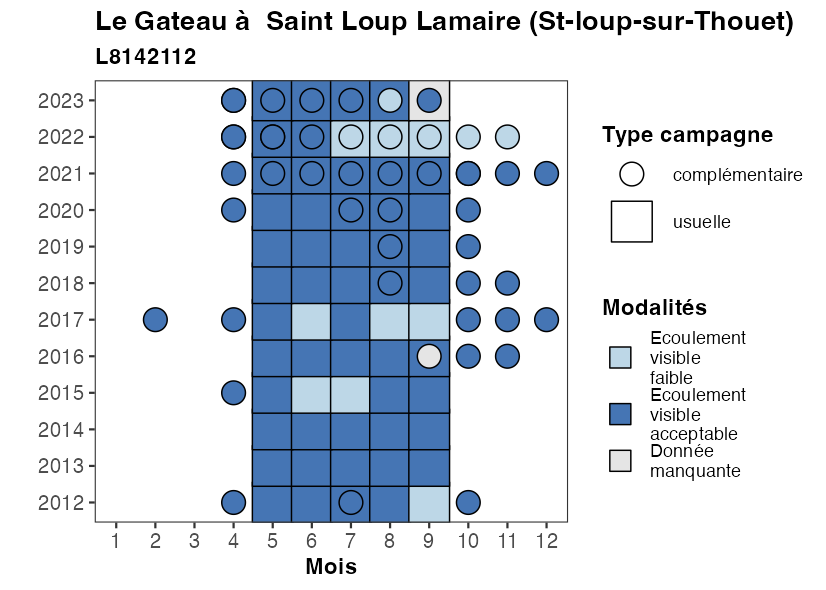 Le Gateau à  Saint Loup Lamaire (St-loup-sur-Thouet)
L8142112
2023
2022
2021
2020
2019
2018
2017
2016
2015
2014
2013
2012
1 2 3 4 5 6 7 8 9 10 11 12
Mois
Type campagne
complémentaire
usuelle
Modalités
Ecoulement
visible
faible
Ecoulement
visible
acceptable
Donnée
manquante